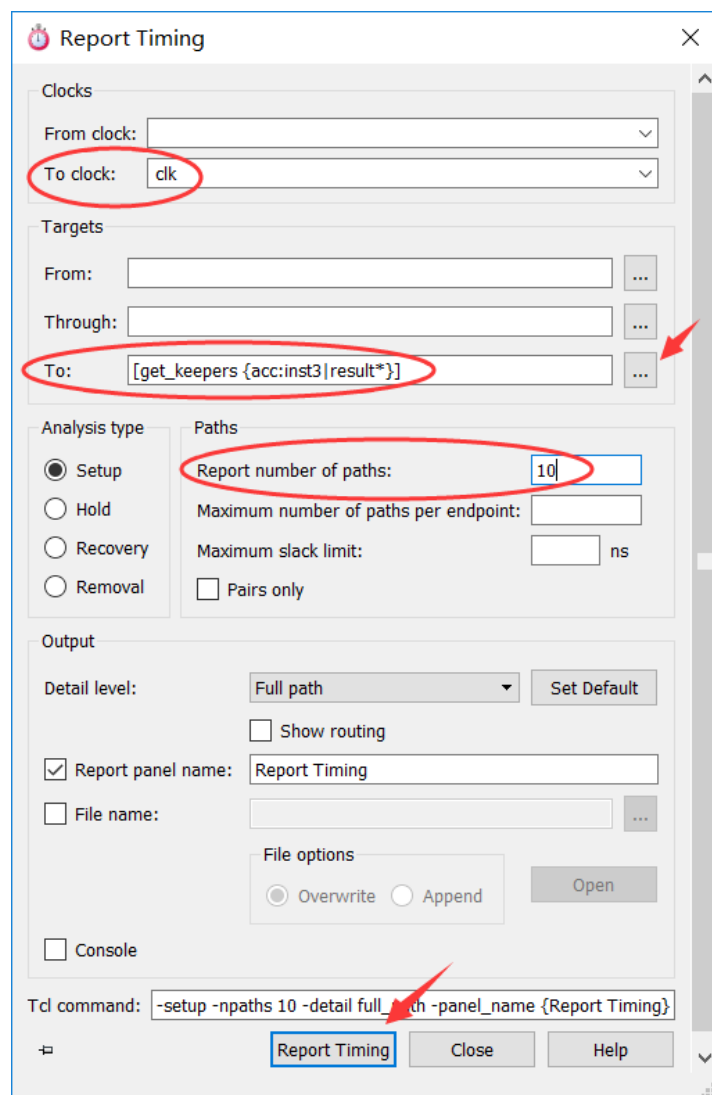 Report Timing
Clocks
From clock:
To clock: clk
Targets
From:
...
Through:
...
To: [get_keepers {acc:inst3|result*}]
...
Analysis type
Setup
Hold
Recovery
Removal
Paths
Report number of paths: 10
Maximum number of paths per endpoint:
Maximum slack limit: ns
Pairs only
Output
Detail level: Full path Set Default
Show routing
Report panel name: Report Timing
File name:
...
File options
Overwrite Append
Open
Console
Tcl command: -setup -npaths 10 -detail full_path -panel_name {Report Timing}
Report Timing Close Help